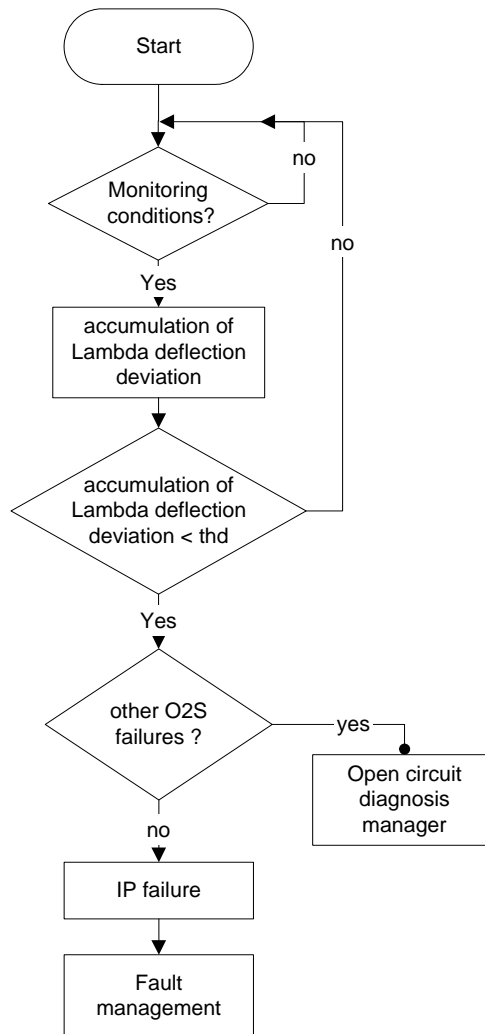 Start
no
Monitoring
conditions?
no
Yes
accumulation of
Lambda deflection
deviation
accumulation of
Lambda deflection
deviation < thd
Yes
other O2S
failures ?
yes
Open circuit
diagnosis
manager
no
IP failure
Fault
management